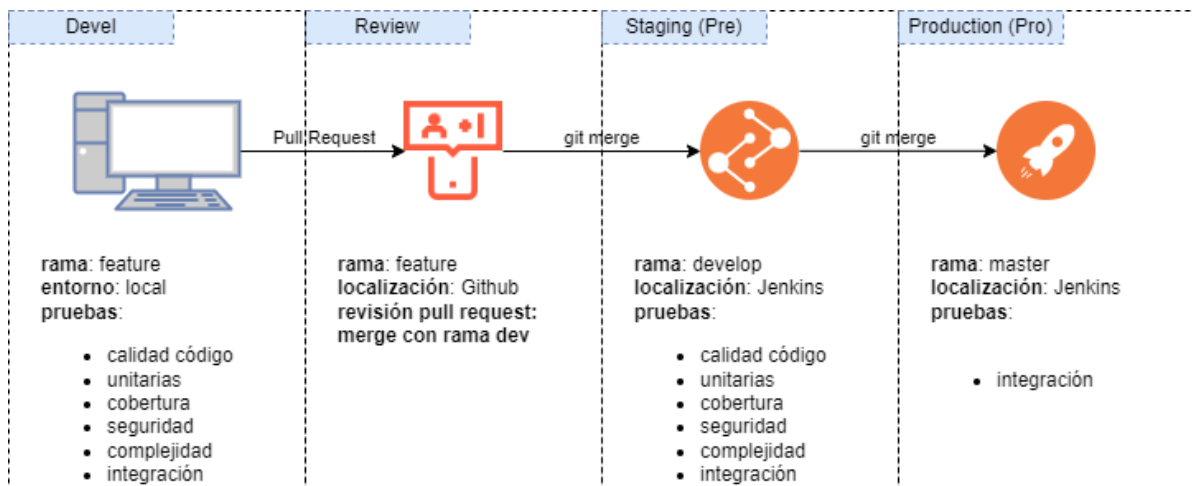 Devel
Review
Staging (Pre)
Production (Pro)
Pull Request
git merge
git merge
rama: feature
entorno: local
pruebas:
• calidad código
• unitarias
• cobertura
• seguridad
• complejidad
• integración
rama: feature
localización: Github
revisión pull request:
merge con rama dev
rama: develop
localización: Jenkins
pruebas:
• calidad código
• unitarias
• cobertura
• seguridad
• complejidad
• integración
rama: master
localización: Jenkins
pruebas:
• integración